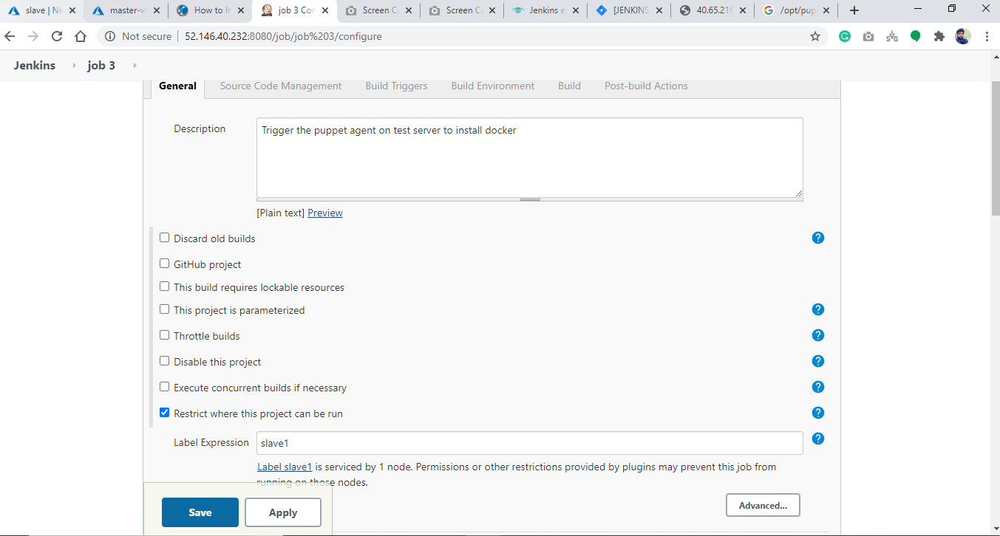 slave | Ne
master-v
How to In
job 3 Con
Screen C
Screen Ca
Jenkins e
[JENKINS
40.65.216
/opt/pup
Not secure
52.146.40.232:8080/job/job%203/configure
Jenkins
job 3
General
Source Code Management
Build Triggers
Build Environment
Build
Post-build Actions
Description
Trigger the puppet agent on test server to install docker
[Plain text] Preview
Discard old builds
?
GitHub project
This build requires lockable resources
This project is parameterized
?
Throttle builds
?
Disable this project
?
Execute concurrent builds if necessary
?
Restrict where this project can be run
?
Label Expression
slave1
?
Label slave1 is serviced by 1 node. Permissions or other restrictions provided by plugins may prevent this job from
running on those nodes.
Save
Apply
Advanced...